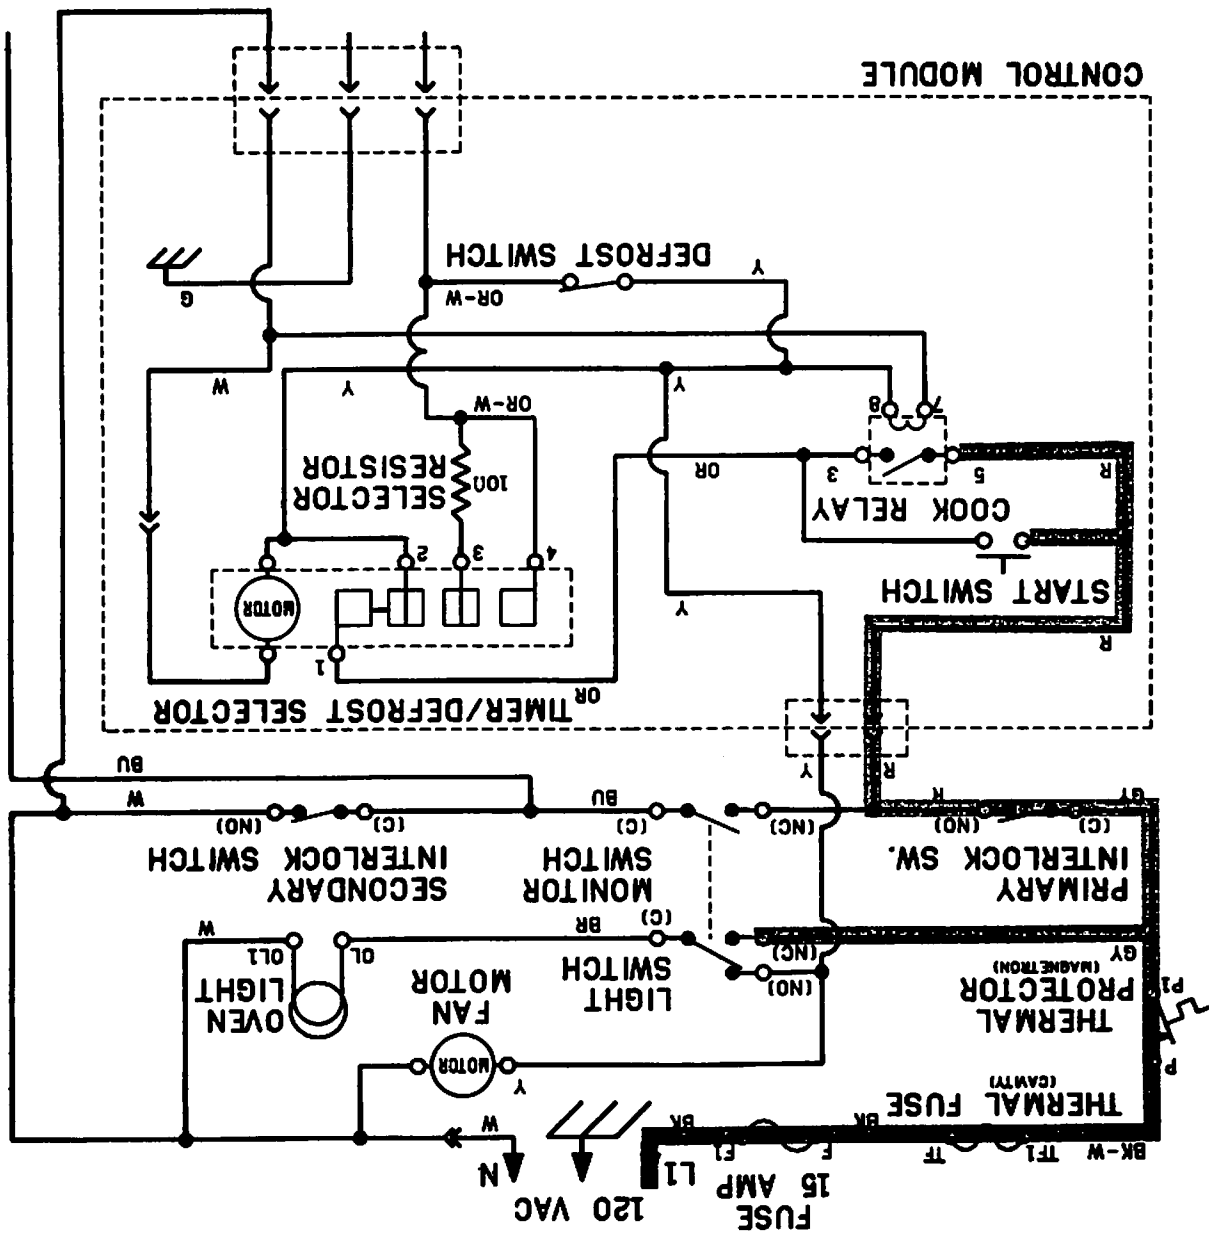 120 VAC
N
L1
FUSE
15 AMP
F1
F
BK
BK
TF
TF1
BK-W
THERMAL FUSE
(CAVITY)
P
P1
THERMAL
PROTECTOR
(MAGNETRON)
GY
W
MOTOR
Y
FAN
MOTOR
OVEN
LIGHT
OL1
OL
W
BR
LIGHT
SWITCH
(NO)
(NC)
(C)
PRIMARY
INTERLOCK SW.
(C)
(NO)
GY
R
MONITOR
SWITCH
(C)
(NC)
BU
SECONDARY
INTERLOCK SWITCH
(C)
(NO)
W
BU
Y
R
TIMER/DEFROST SELECTOR
OR
1
MOTOR
2
3
4
Y
R
START SWITCH
COOK RELAY
5
3
R
OR
7
8
SELECTOR
RESISTOR
10Ω
OR-W
Y
Y
W
OR-W
G
DEFROST SWITCH
Y
CONTROL MODULE